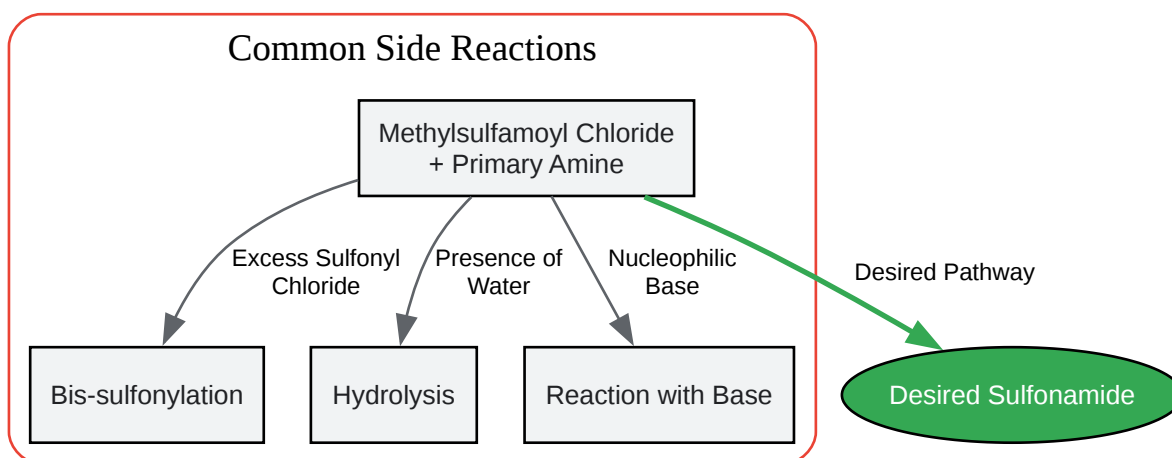 Common Side Reactions
Methylsulfamoyl Chloride
+ Primary Amine
Excess Sulfonyl
Chloride
Presence of
Water
Nucleophilic
Base
Desired Pathway
Bis-sulfonylation
Hydrolysis
Reaction with Base
Desired Sulfonamide